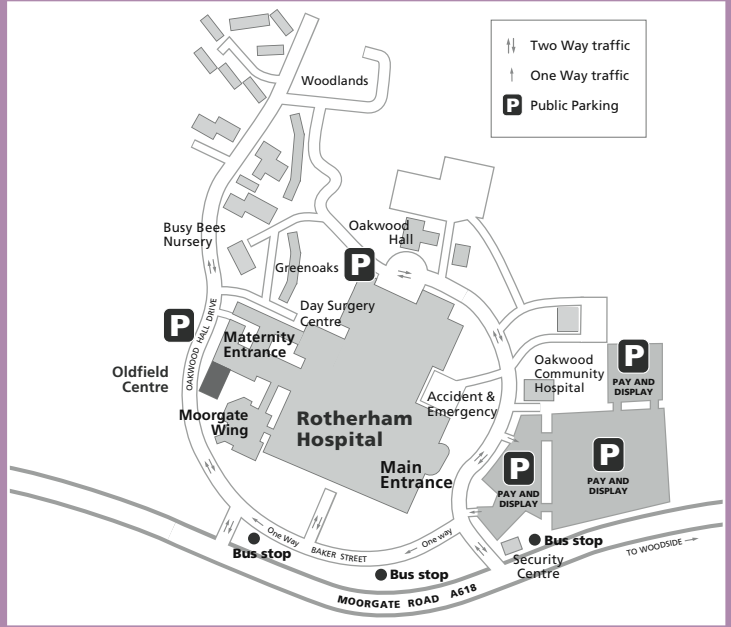 Two Way traffic
One Way traffic
P Public Parking
Woodlands
Busy Bees
Nursery
Oakwood
Hall
Greenoaks
P
Day Surgery
Centre
P
OAKWOOD HALL DRIVE
Maternity
Entrance
Oldfield
Centre
Moorgate
Wing
Rotherham
Hospital
Main
Entrance
Accident &
Emergency
Oakwood
Community
Hospital
P
PAY AND
DISPLAY
P
PAY AND
DISPLAY
P
PAY AND
DISPLAY
One Way
BAKER STREET
One way
Bus stop
Bus stop
Bus stop
Security
Centre
TO WOODSIDE
MOORGATE ROAD A618